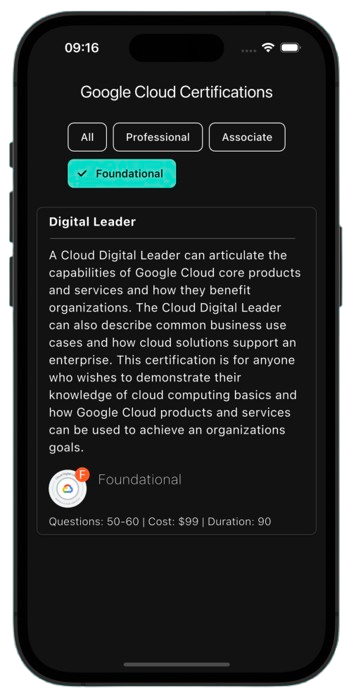 09:16
Google Cloud Certifications
All Professional Associate
Foundational
Digital Leader
A Cloud Digital Leader can articulate the
capabilities of Google Cloud core products
and services and how they benefit
organizations. The Cloud Digital Leader
can also describe common business use
cases and how cloud solutions support an
enterprise. This certification is for anyone
who wishes to demonstrate their
knowledge of cloud computing basics and
how Google Cloud products and services
can be used to achieve an organizations
goals.
F
Foundational
Questions: 50-60 | Cost: $99 | Duration: 90